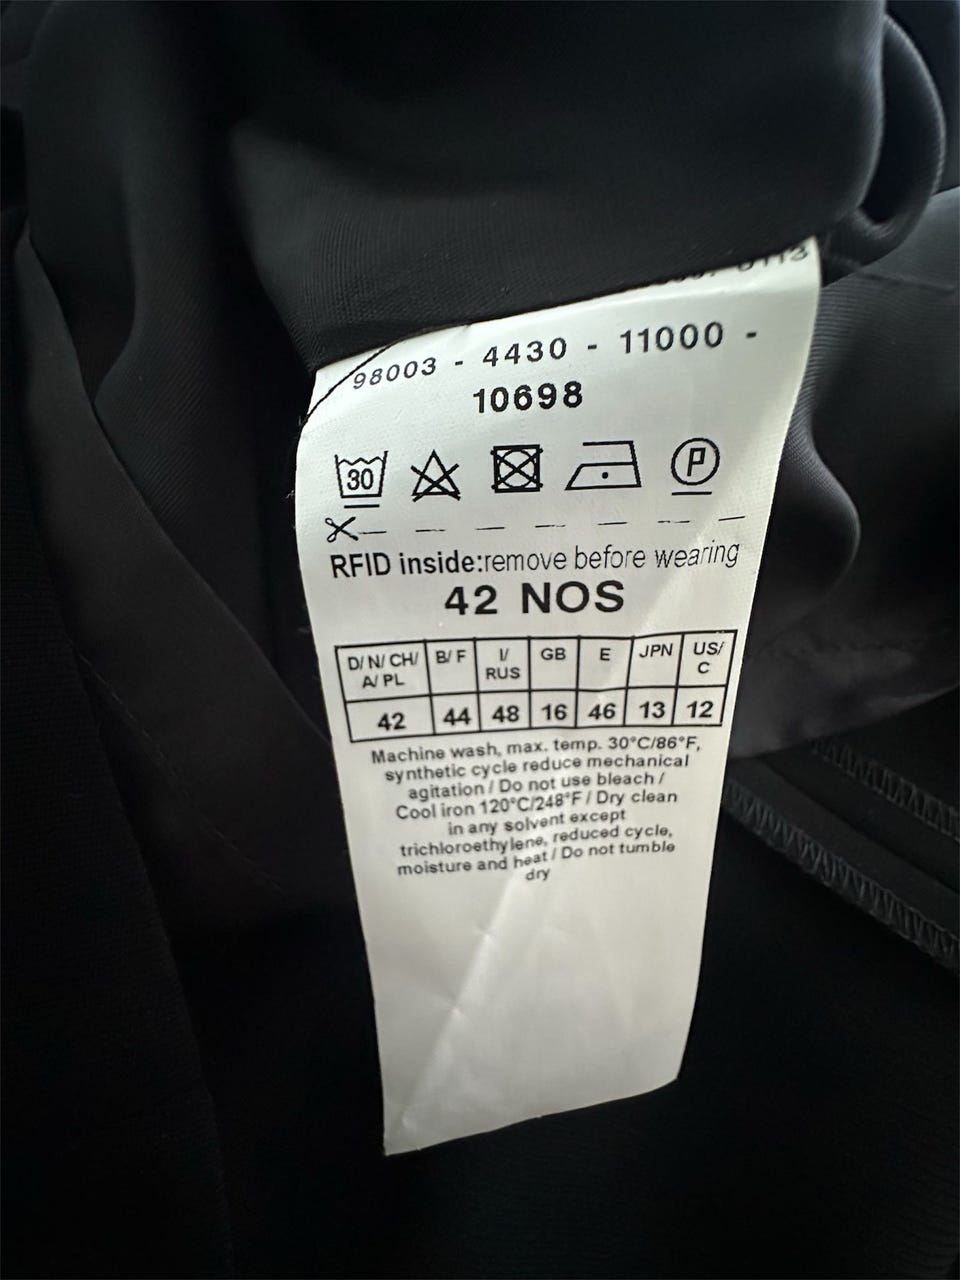 98003 - 4430 - 11000 -
10698
30 P
RFID inside:remove before wearing
42 NOS
D/ N/ CH/ A/ PL B/ F I/ RUS GB E JPN US/ C
42 44 48 16 46 13 12
Machine wash, max. temp. 30°C/86°F,
synthetic cycle reduce mechanical
agitation / Do not use bleach /
Cool iron 120°C/248°F / Dry clean
in any solvent except
trichloroethylene, reduced cycle,
moisture and heat / Do not tumble
dry